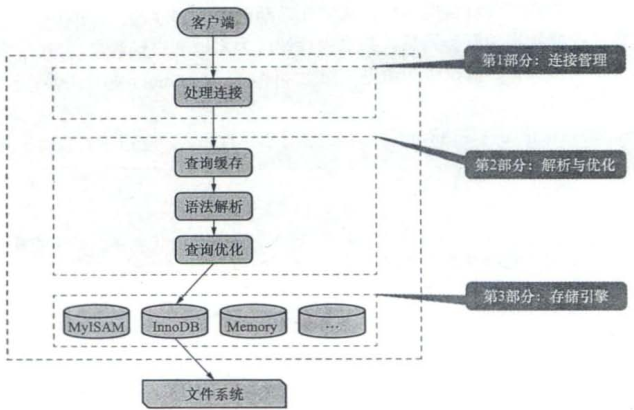 客户端
第1部分：连接管理
处理连接
查询缓存
第2部分：解析与优化
语法解析
查询优化
第3部分：存储引擎
MyISAM InnoDB Memory …
文件系统